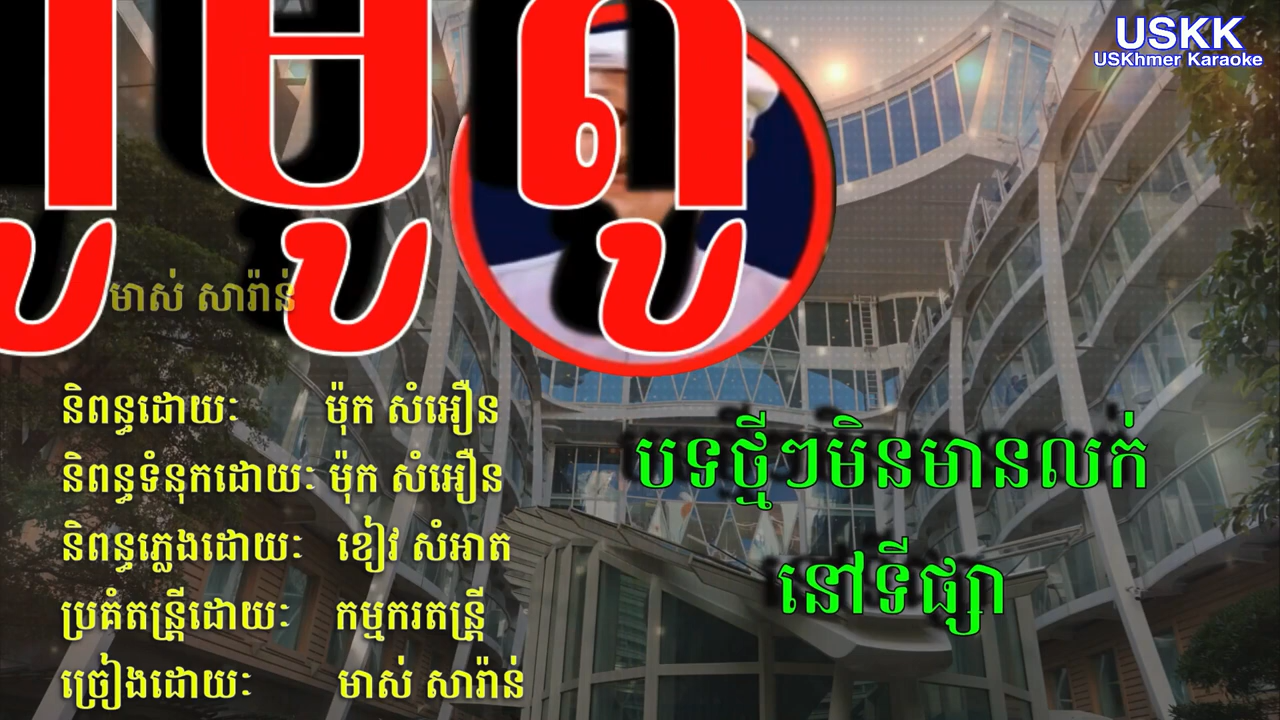 USKK
USKhmer Karaoke
មាស់ សារ៉ាន់
និពន្ធដោយ: ម៉ុក សំអឿន
និពន្ធទំនុកដោយ: ម៉ុក សំអឿន
និពន្ធភ្លេងដោយ: ខៀវ សំអាត
ប្រគំតន្ត្រីដោយ: កម្មករតន្ត្រី
ច្រៀងដោយ: មាស់ សារ៉ាន់
បទថ្មីៗមិនមានលក់
នៅទីផ្សា